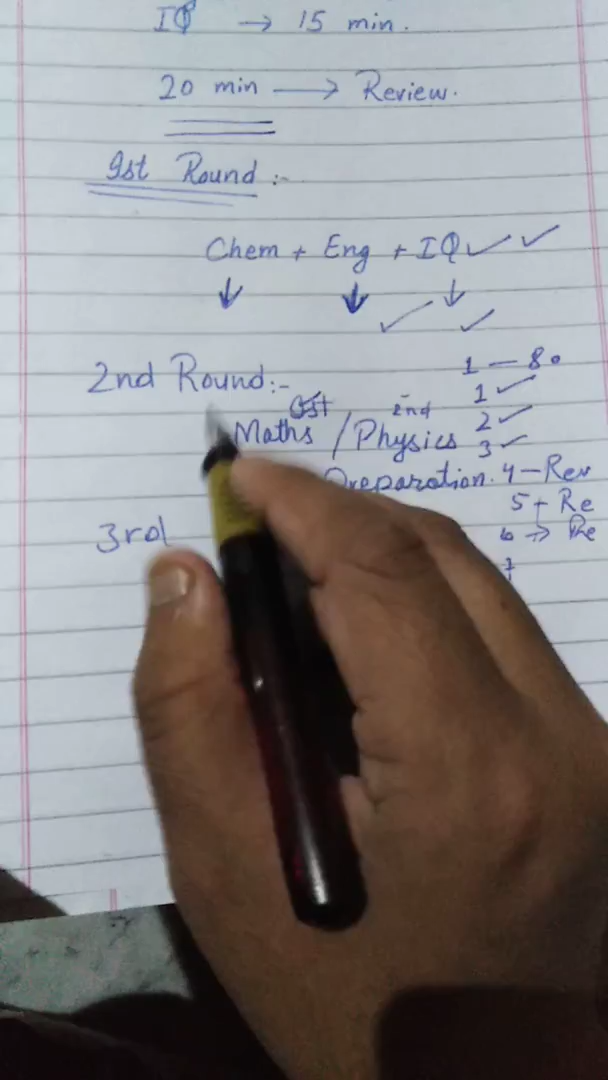 IQ → 15 min.
20 min → Review.
1st Round :-
Chem + Eng + IQ ✓ ✓
↓ ↓ ↓
✓ ✓
2nd Round:-
1st 2nd
Maths / Physics
Preparation.
1 — 80
1 ✓
2 ✓
3 ✓
4 - Rev
5 + Re
6 → Re
7
3rd